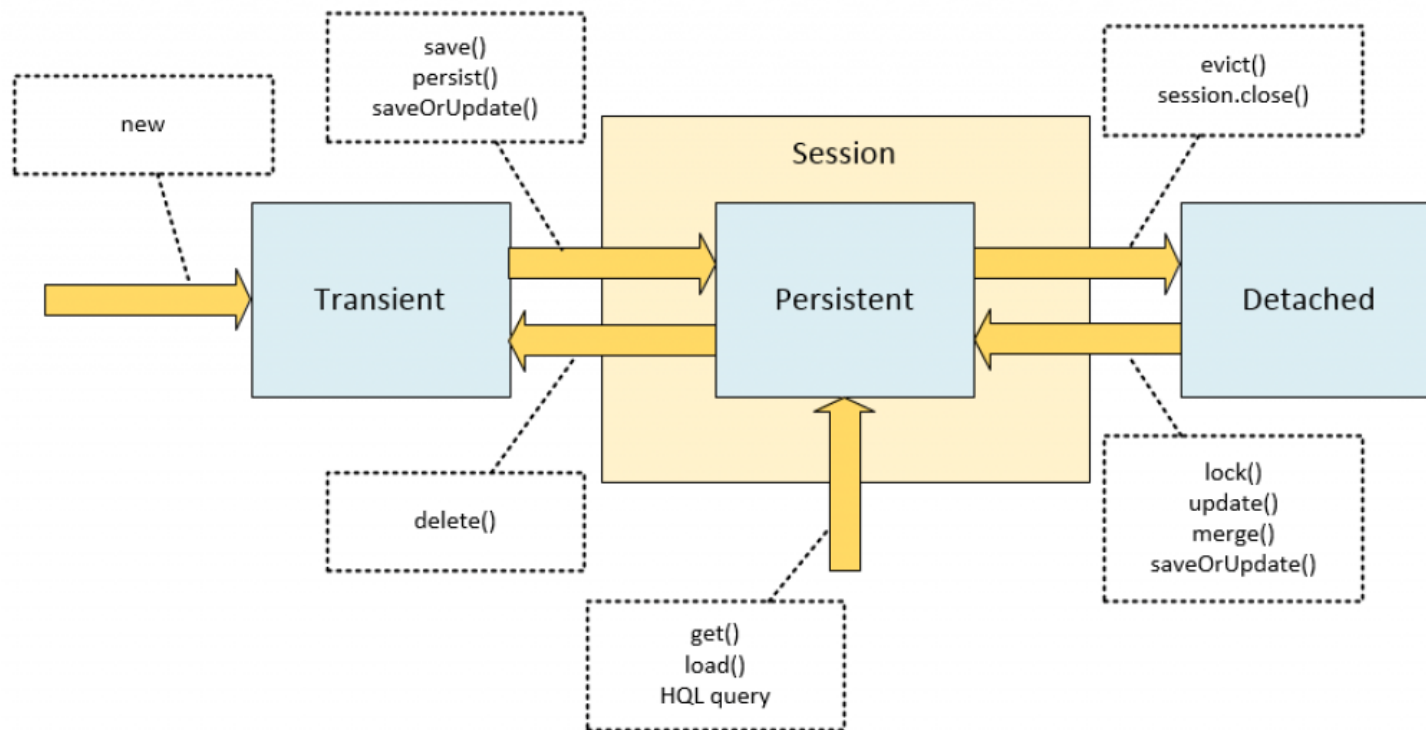 save()
persist()
saveOrUpdate()
evict()
session.close()
new
Session
Transient
Persistent
Detached
delete()
lock()
update()
merge()
saveOrUpdate()
get()
load()
HQL query